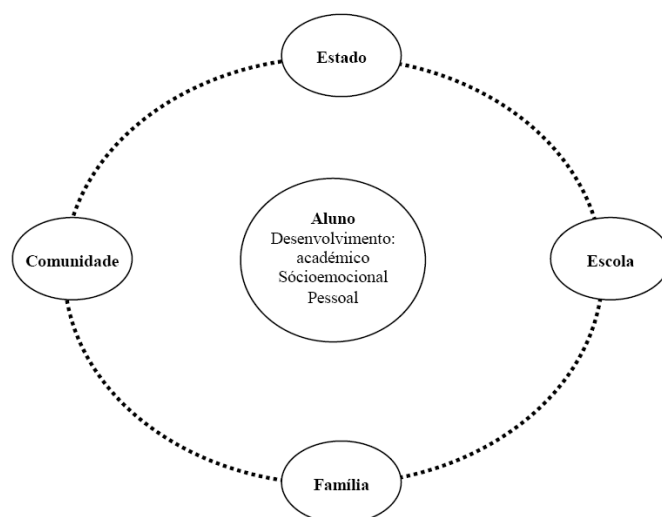 Estado
Aluno
Desenvolvimento:
académico
Sócioemocional
Pessoal
Comunidade
Escola
Família